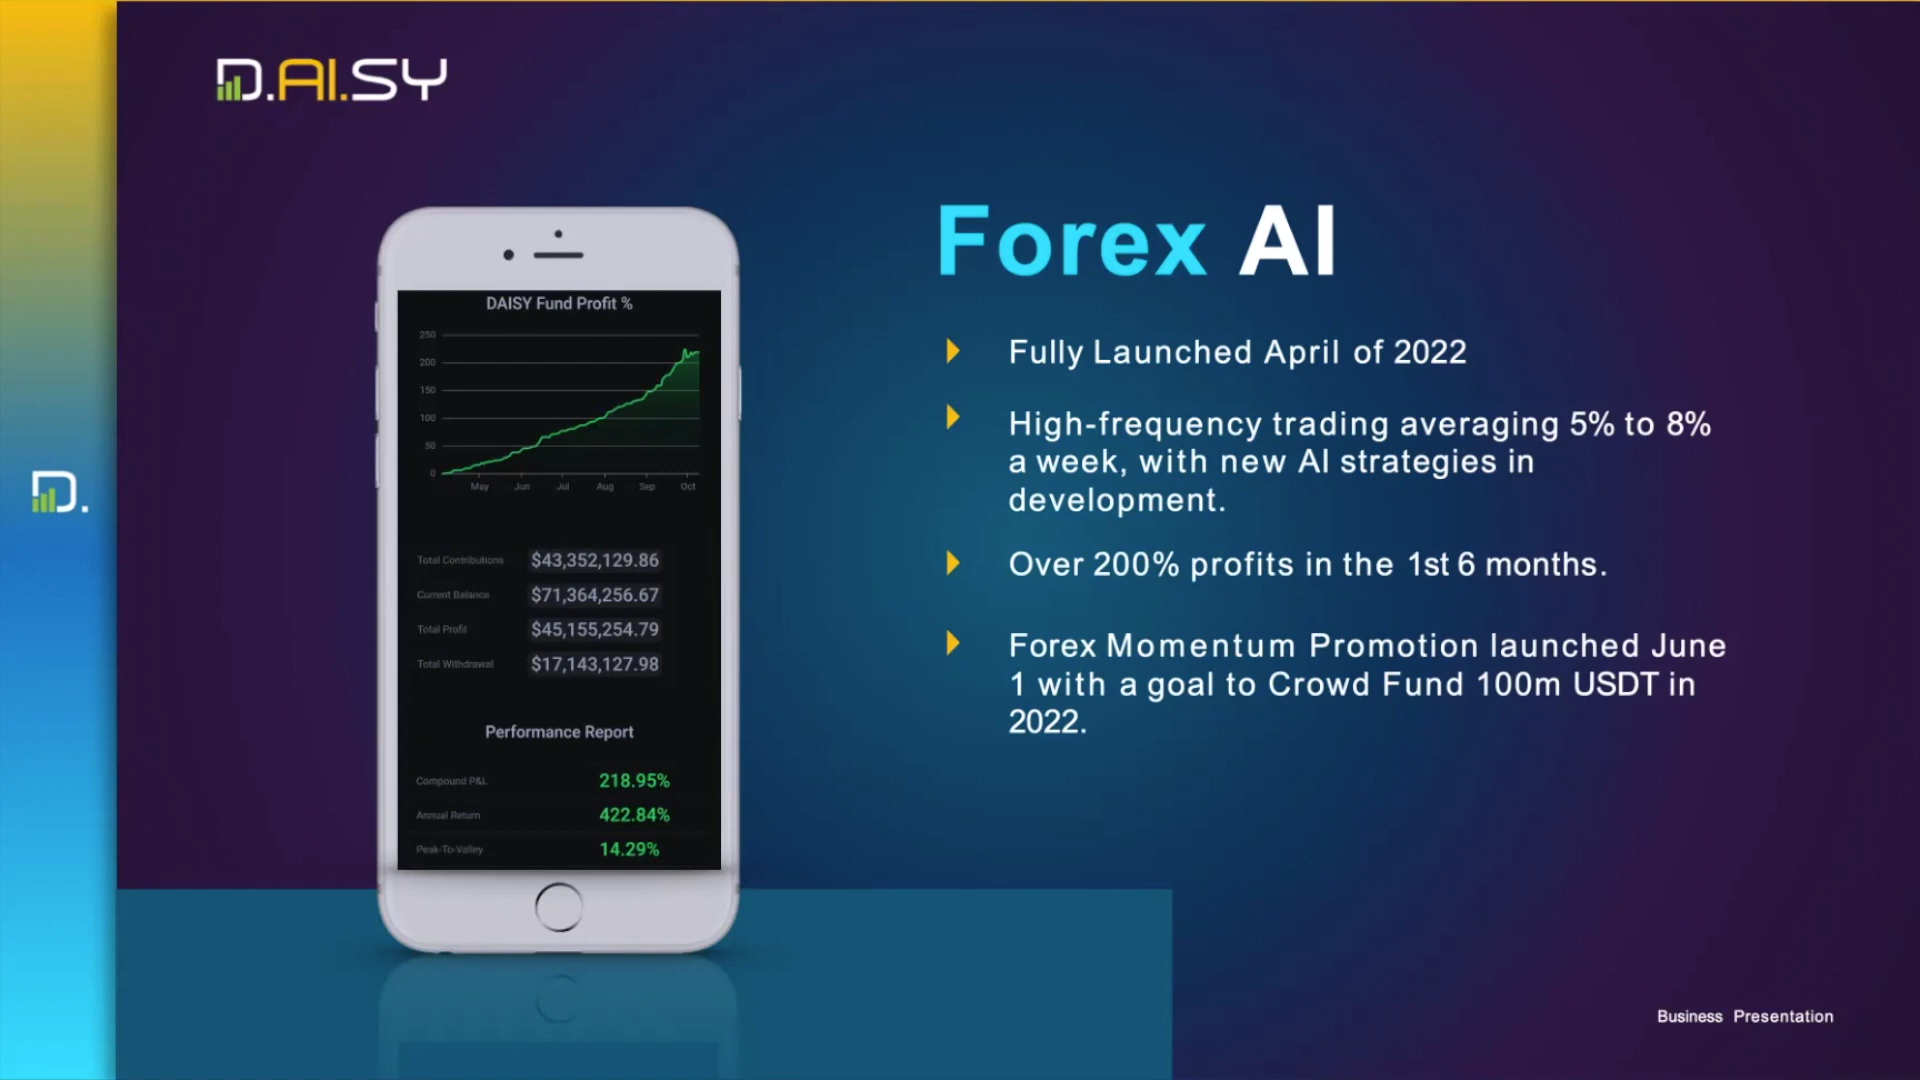 D.AI.SY
D.
Forex AI
Fully Launched April of 2022
High-frequency trading averaging 5% to 8%
a week, with new AI strategies in
development.
Over 200% profits in the 1st 6 months.
Forex Momentum Promotion launched June
1 with a goal to Crowd Fund 100m USDT in
2022.
DAISY Fund Profit %
250
200
150
100
50
0
May Jun Jul Aug Sep Oct
Total Contributions $43,352,129.86
Current Balance $71,364,256.67
Total Profit $45,155,254.79
Total Withdrawal $17,143,127.98
Performance Report
Compound P&L 218.95%
Annual Return 422.84%
Peak-To-Valley 14.29%
Business Presentation